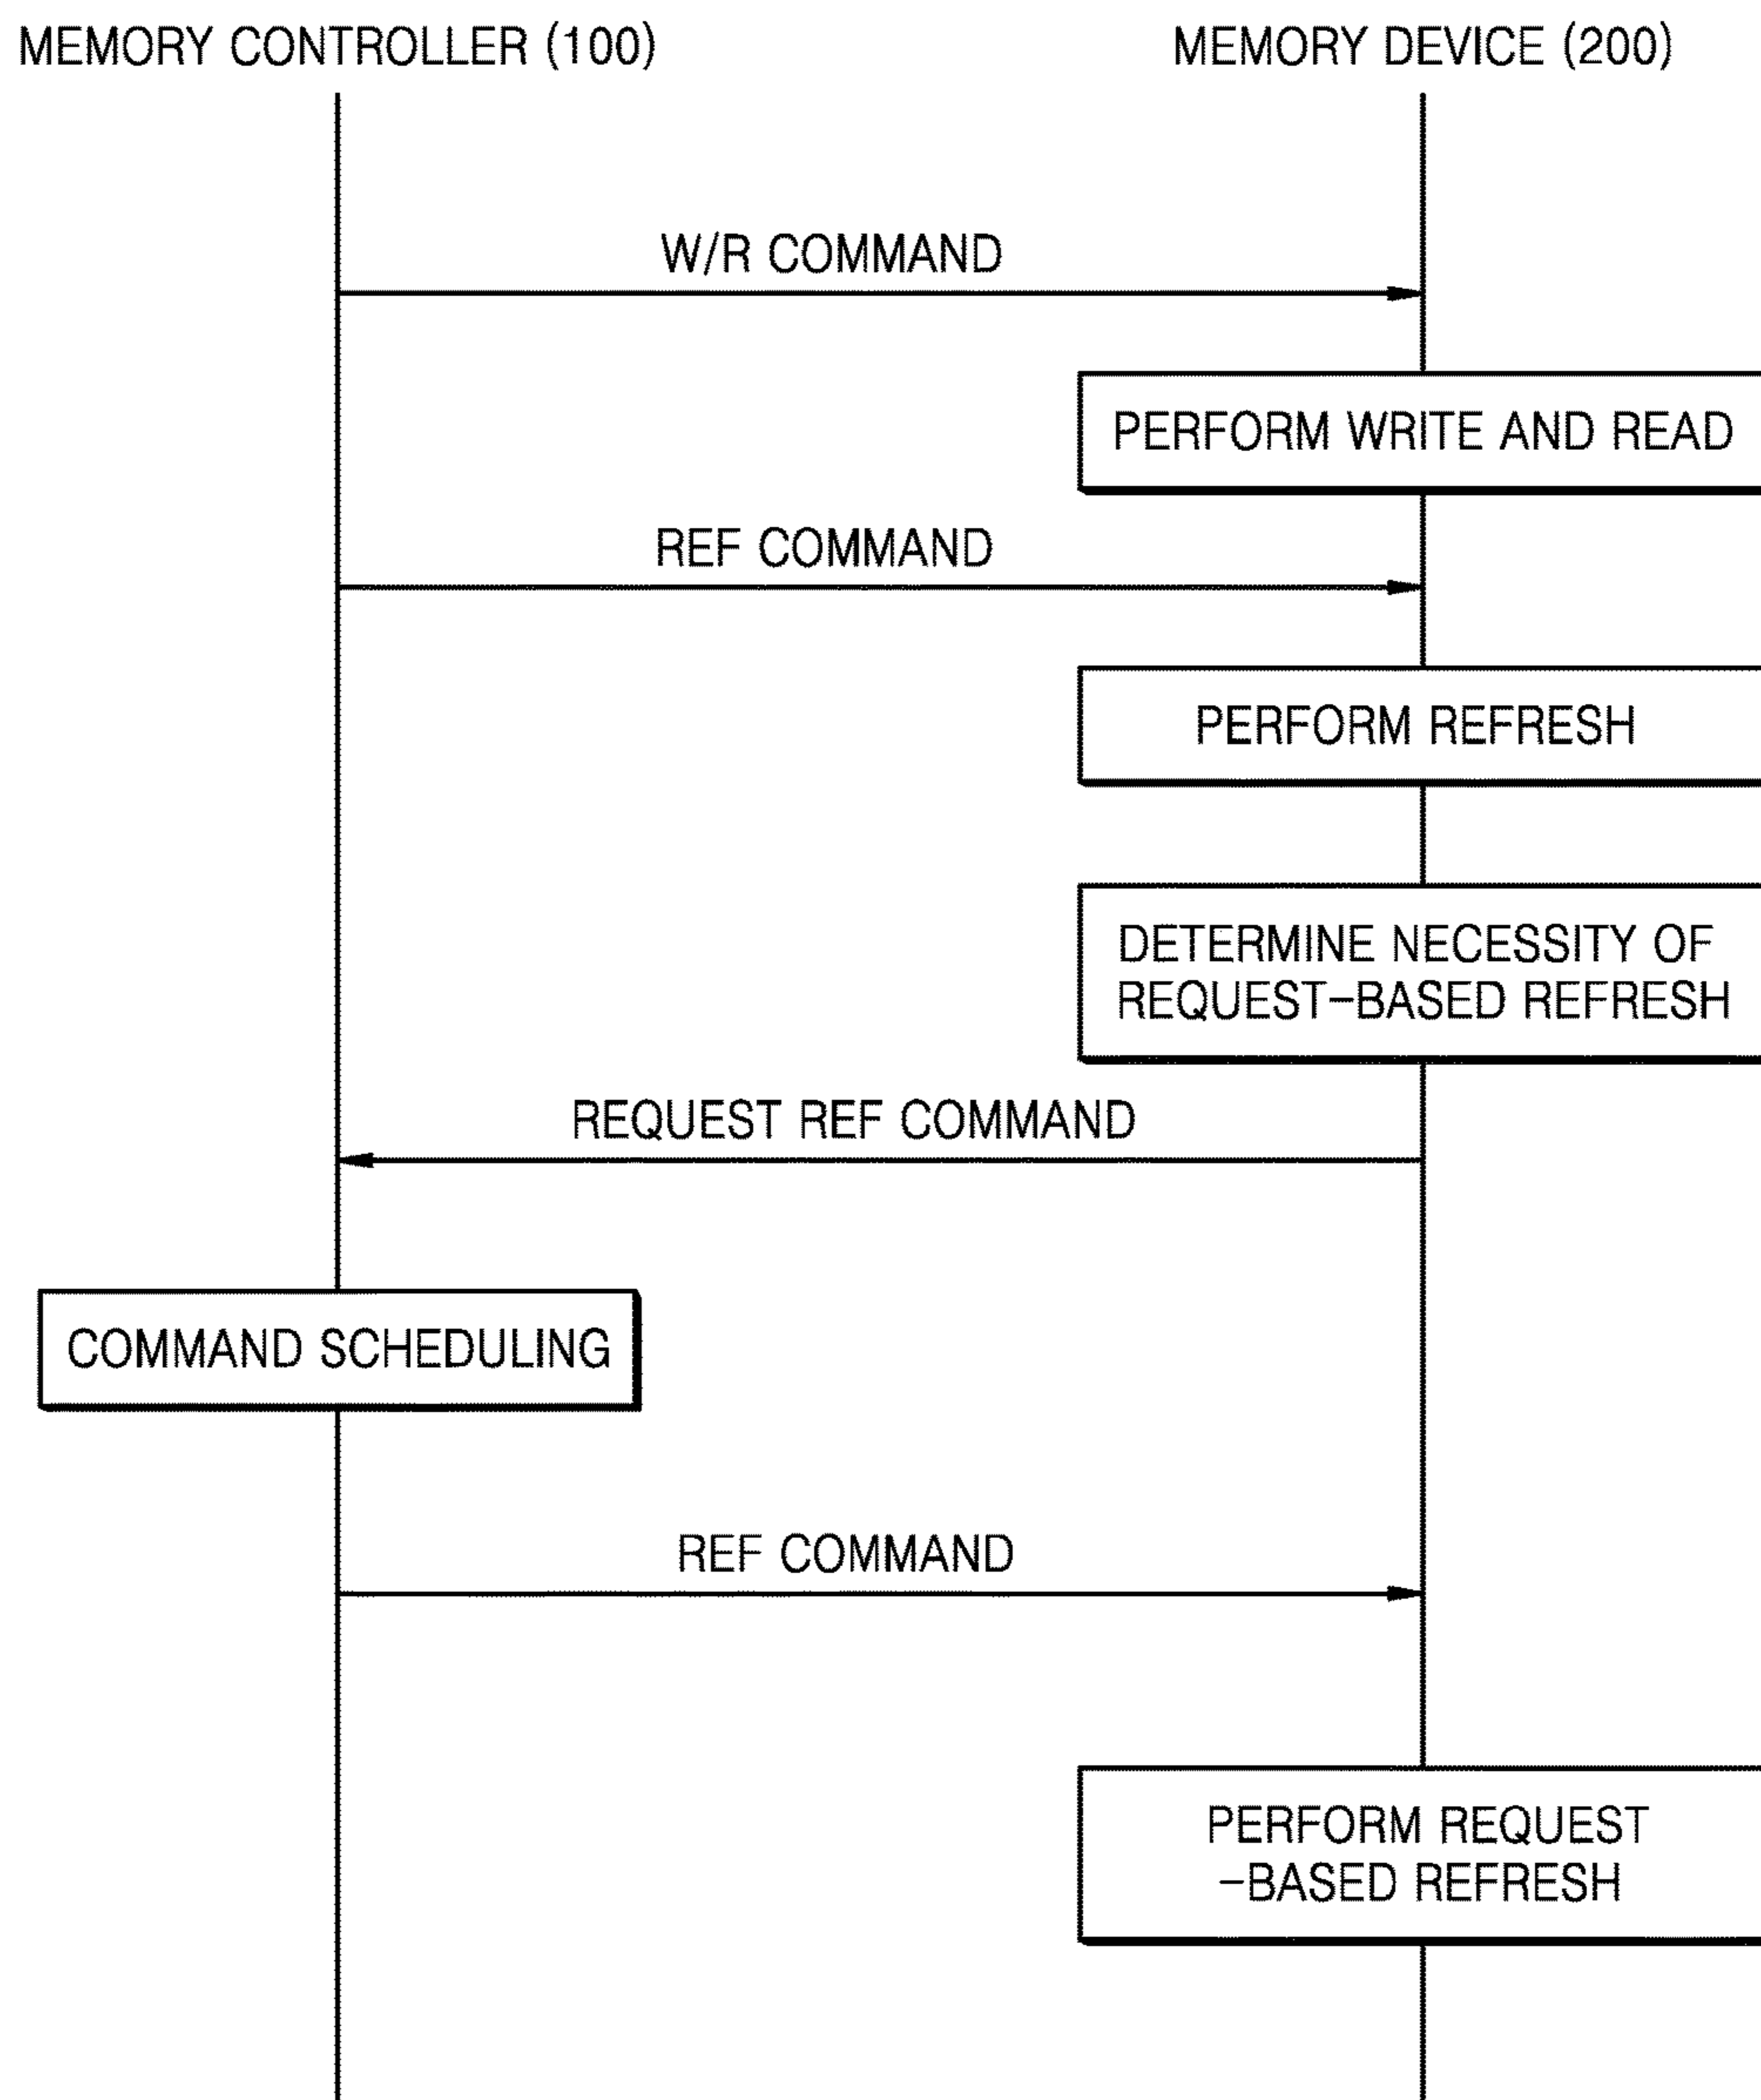 MEMORY CONTROLLER (100)
MEMORY DEVICE (200)
W/R COMMAND
PERFORM WRITE AND READ
REF COMMAND
PERFORM REFRESH
DETERMINE NECESSITY OF
REQUEST-BASED REFRESH
REQUEST REF COMMAND
COMMAND SCHEDULING
REF COMMAND
PERFORM REQUEST
-BASED REFRESH